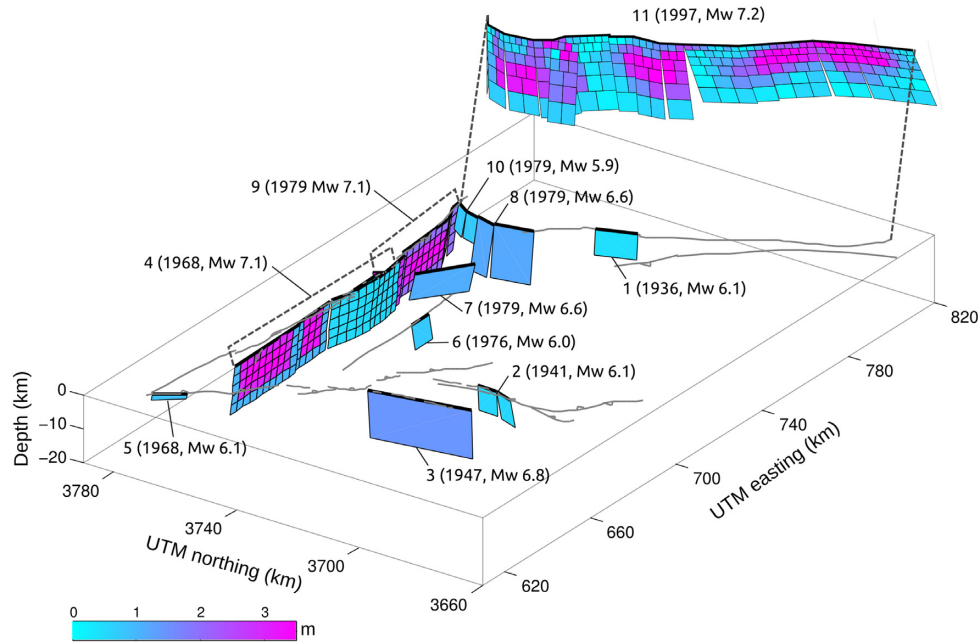 11 (1997, Mw 7.2)
10 (1979, Mw 5.9)
9 (1979 Mw 7.1)
8 (1979, Mw 6.6)
4 (1968, Mw 7.1)
1 (1936, Mw 6.1)
7 (1979, Mw 6.6)
6 (1976, Mw 6.0)
2 (1941, Mw 6.1)
5 (1968, Mw 6.1)
3 (1947, Mw 6.8)
Depth (km)
0
−10
−20
3780
3740
3700
3660
UTM northing (km)
820
780
740
700
660
620
UTM easting (km)
0 1 2 3
m